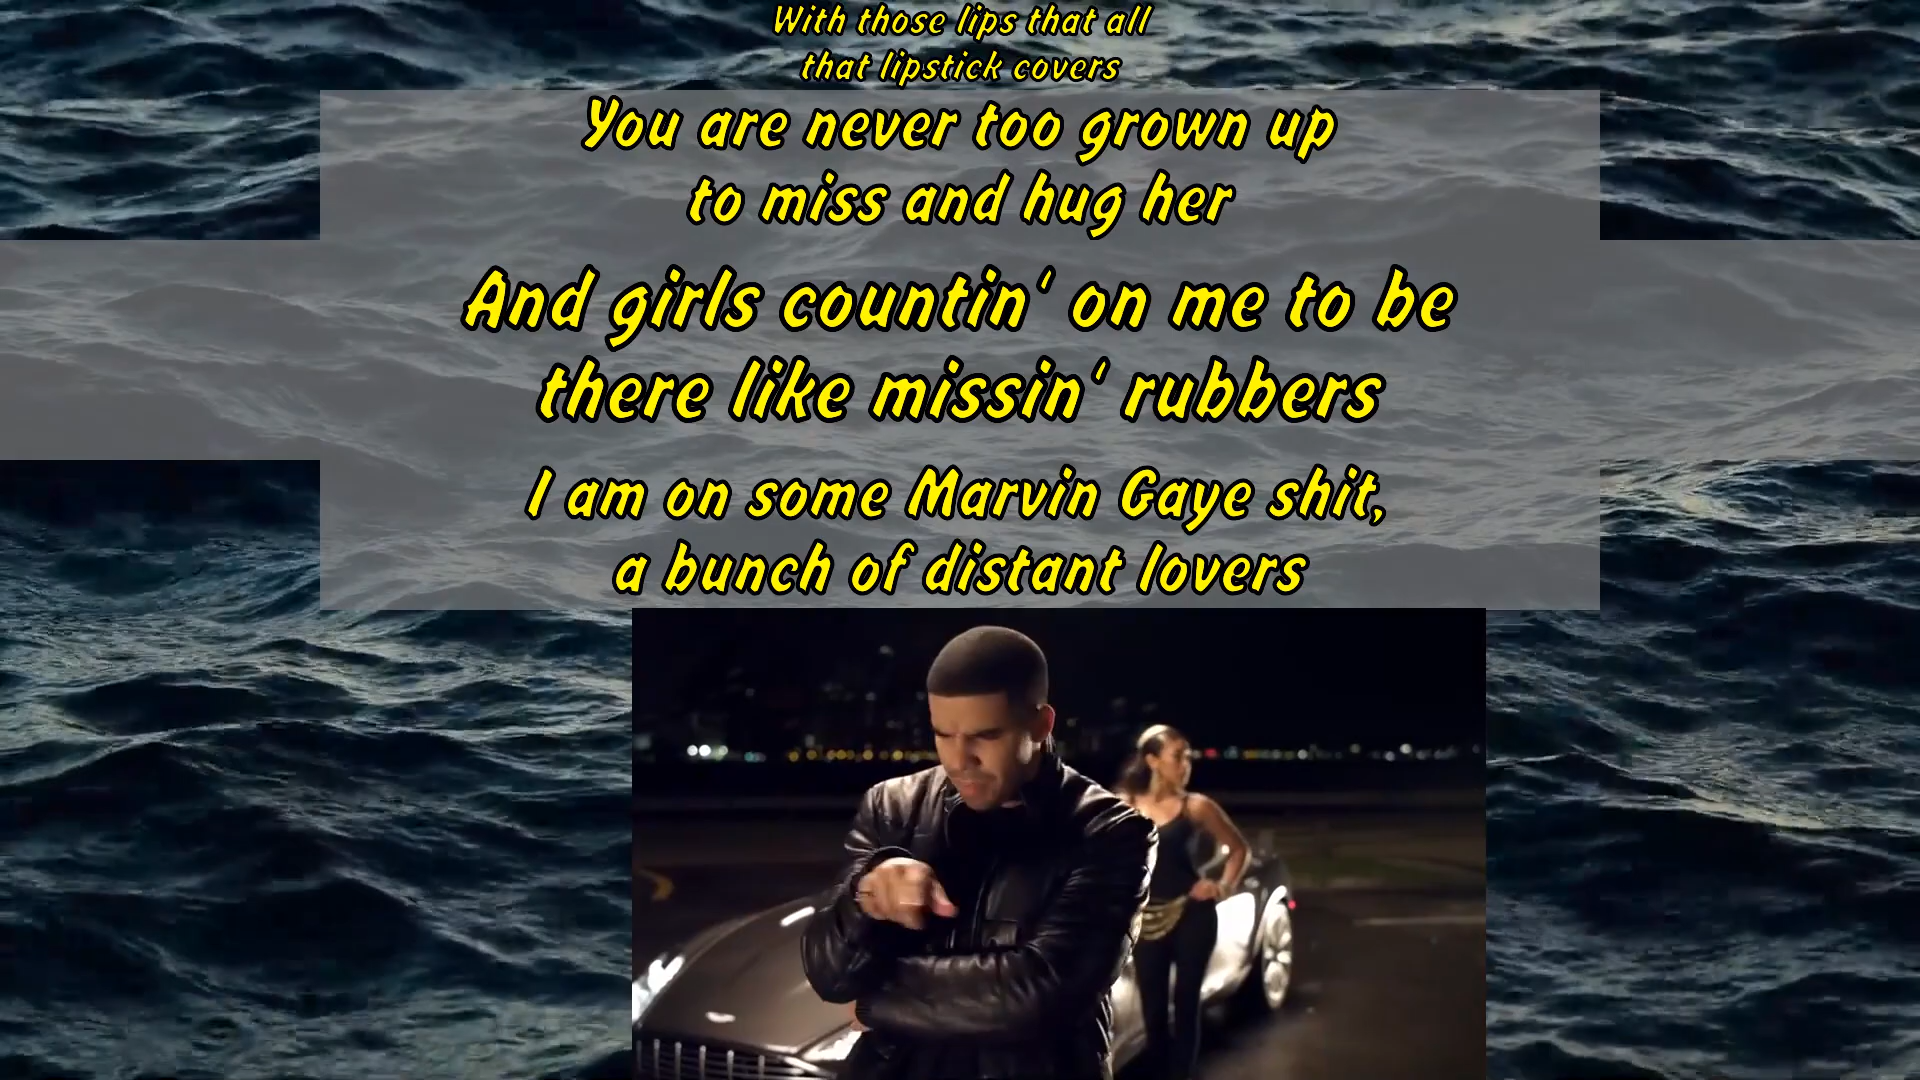 With those lips that all
that lipstick covers
You are never too grown up
to miss and hug her
And girls countin' on me to be
there like missin' rubbers
I am on some Marvin Gaye shit,
a bunch of distant lovers